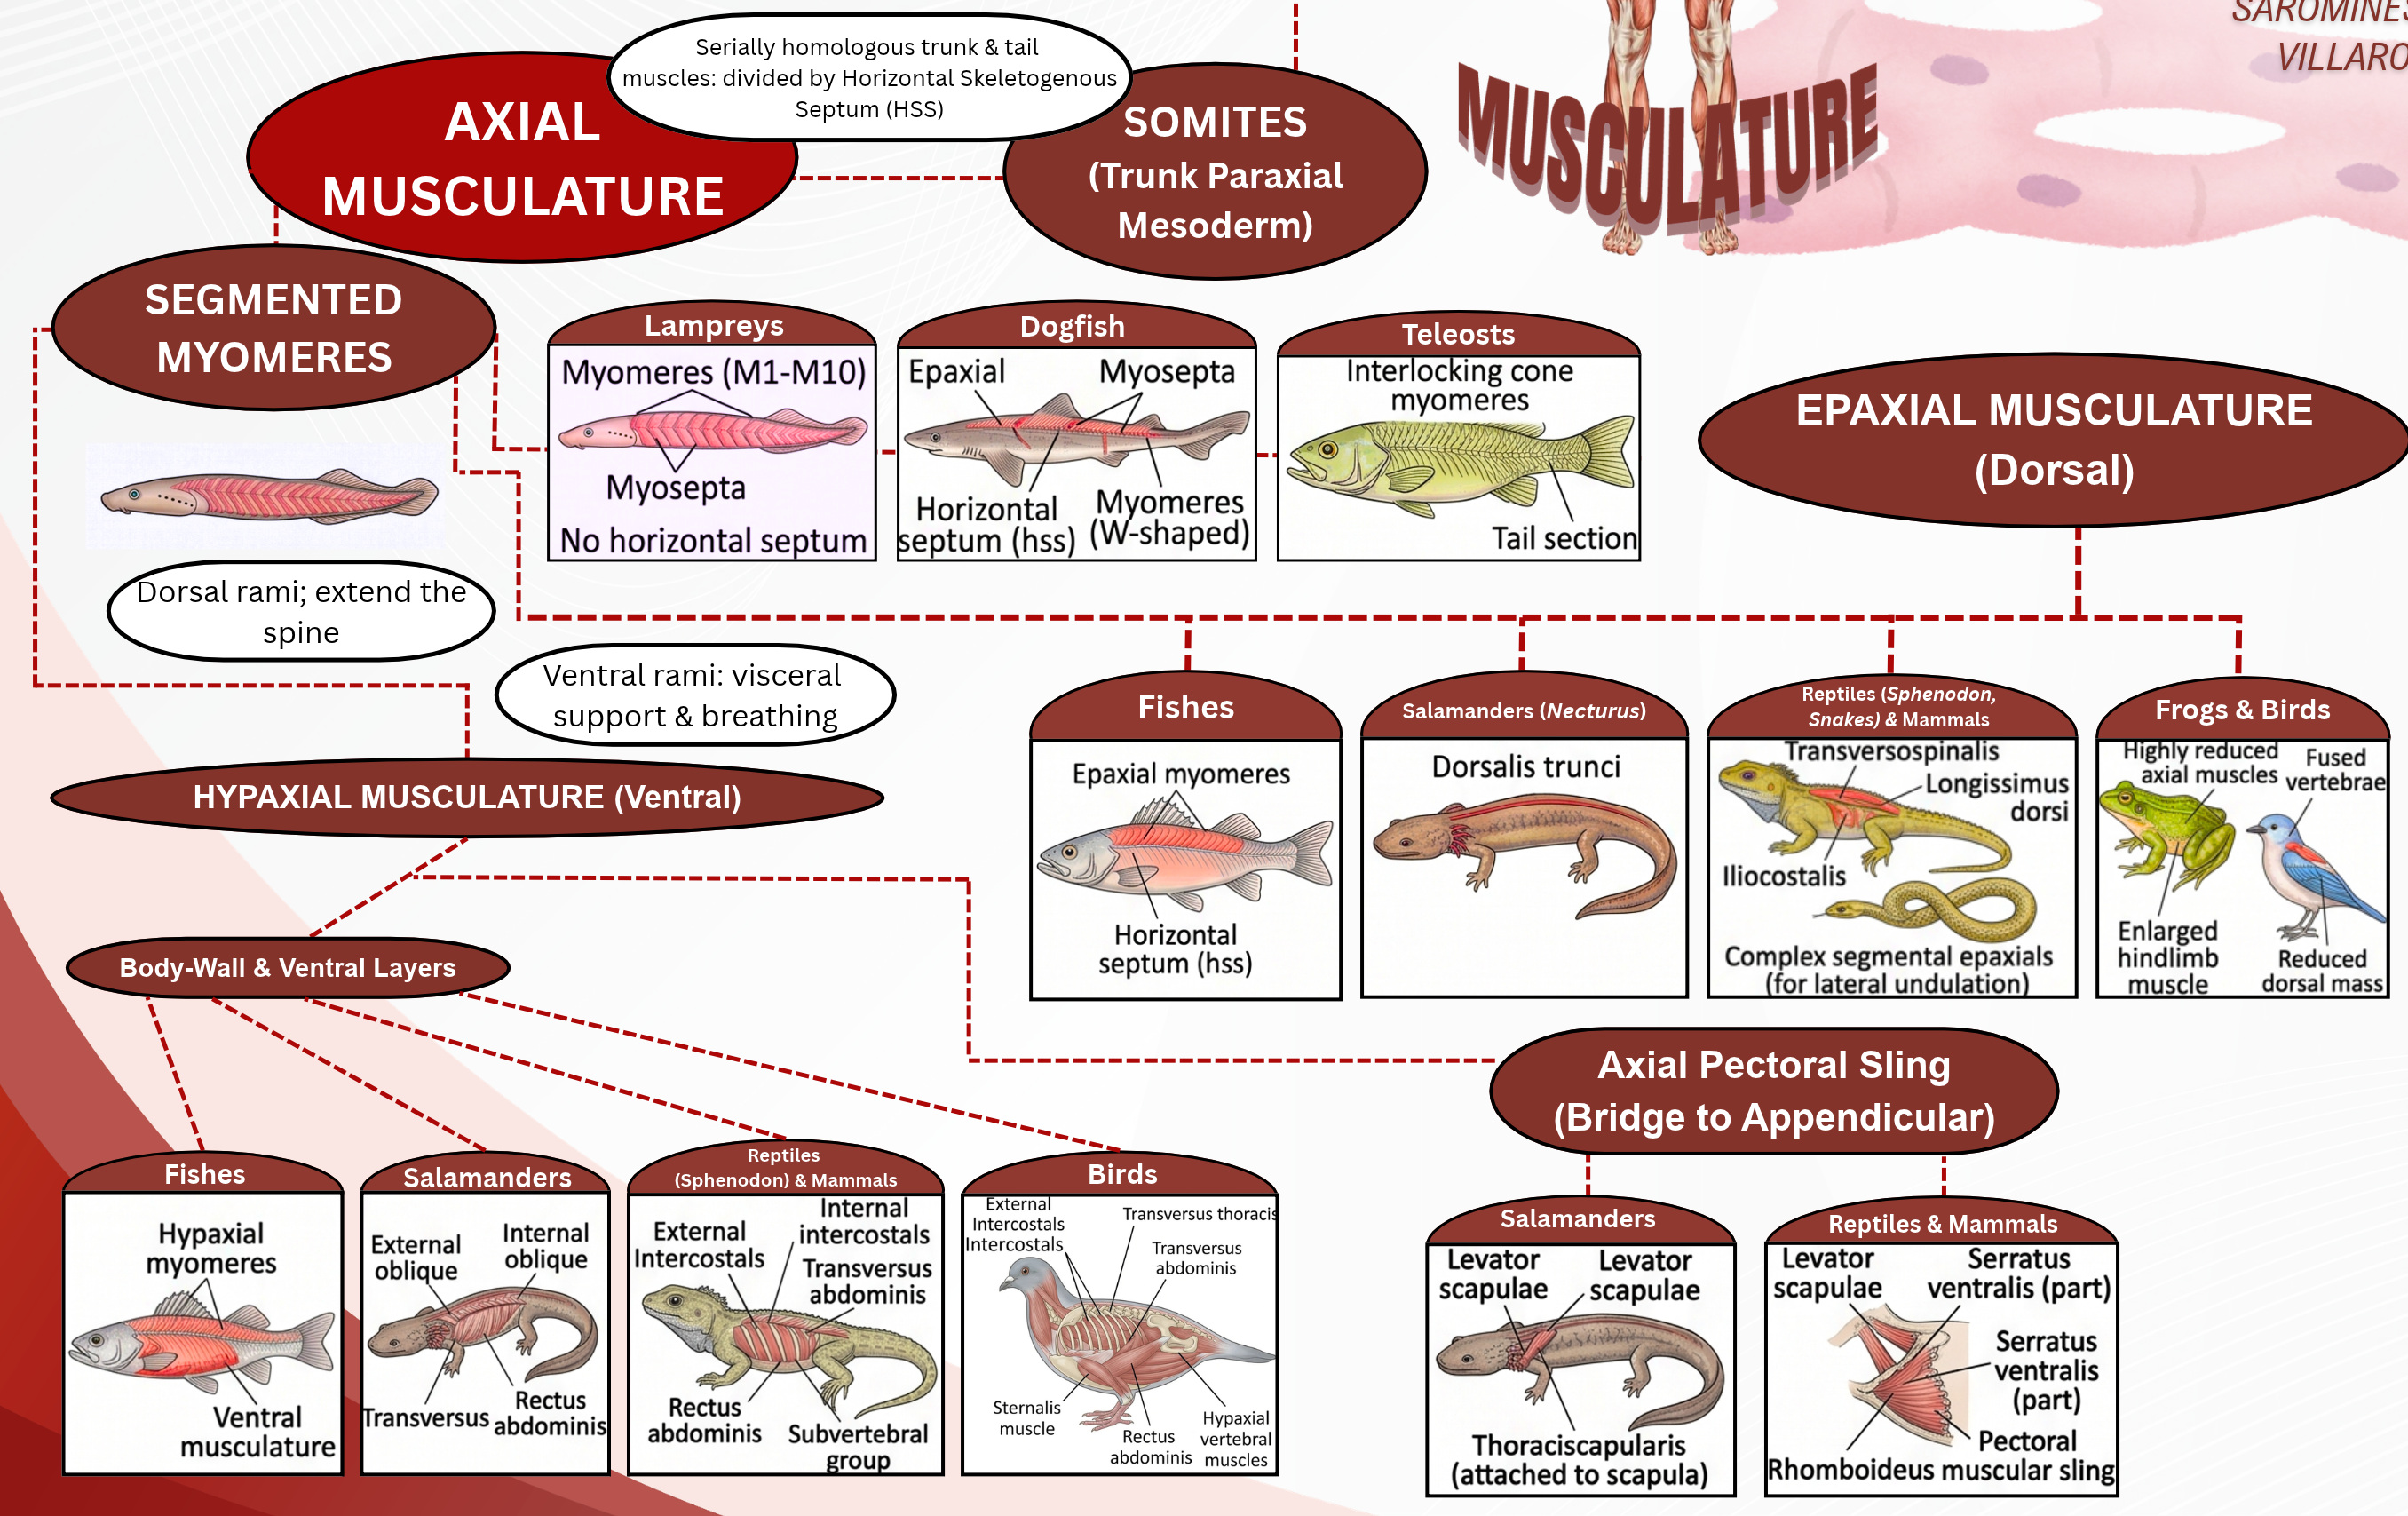 Serially homologous trunk & tail
muscles: divided by Horizontal Skeletogenous
Septum (HSS)
AXIAL
MUSCULATURE
SOMITES
(Trunk Paraxial
Mesoderm)
MUSCULATURE
VILLARO
SEGMENTED
MYOMERES
Lampreys
Myomeres (M1-M10)
Myosepta
No horizontal septum
Dogfish
Epaxial
Myosepta
Horizontal
septum (hss)
Myomeres
(W-shaped)
Teleosts
Interlocking cone
myomeres
Tail section
EPAXIAL MUSCULATURE
(Dorsal)
Dorsal rami; extend the
spine
Ventral rami: visceral
support & breathing
HYPAXIAL MUSCULATURE (Ventral)
Fishes
Epaxial myomeres
Horizontal
septum (hss)
Salamanders (Necturus)
Dorsalis trunci
Reptiles (Sphenodon,
Snakes) & Mammals
Transversospinalis
Longissimus
dorsi
Iliocostalis
Complex segmental epaxials
(for lateral undulation)
Frogs & Birds
Highly reduced
axial muscles
Fused
vertebrae
Enlarged
hindlimb
muscle
Reduced
dorsal mass
Body-Wall & Ventral Layers
Axial Pectoral Sling
(Bridge to Appendicular)
Fishes
Hypaxial
myomeres
Ventral
musculature
Salamanders
External
oblique
Internal
oblique
Transversus
Rectus
abdominis
Reptiles
(Sphenodon) & Mammals
External
Intercostals
Internal
intercostals
Transversus
abdominis
Rectus
abdominis
Subvertebral
group
Birds
External
Intercostals
Intercostals
Transversus thoracis
Transversus
abdominis
Sternalis
muscle
Rectus
abdominis
Hypaxial
vertebral
muscles
Salamanders
Levator
scapulae
Levator
scapulae
Thoraciscapularis
(attached to scapula)
Reptiles & Mammals
Levator
scapulae
Serratus
ventralis (part)
Serratus
ventralis
(part)
Rhomboideus
Pectoral
muscular sling